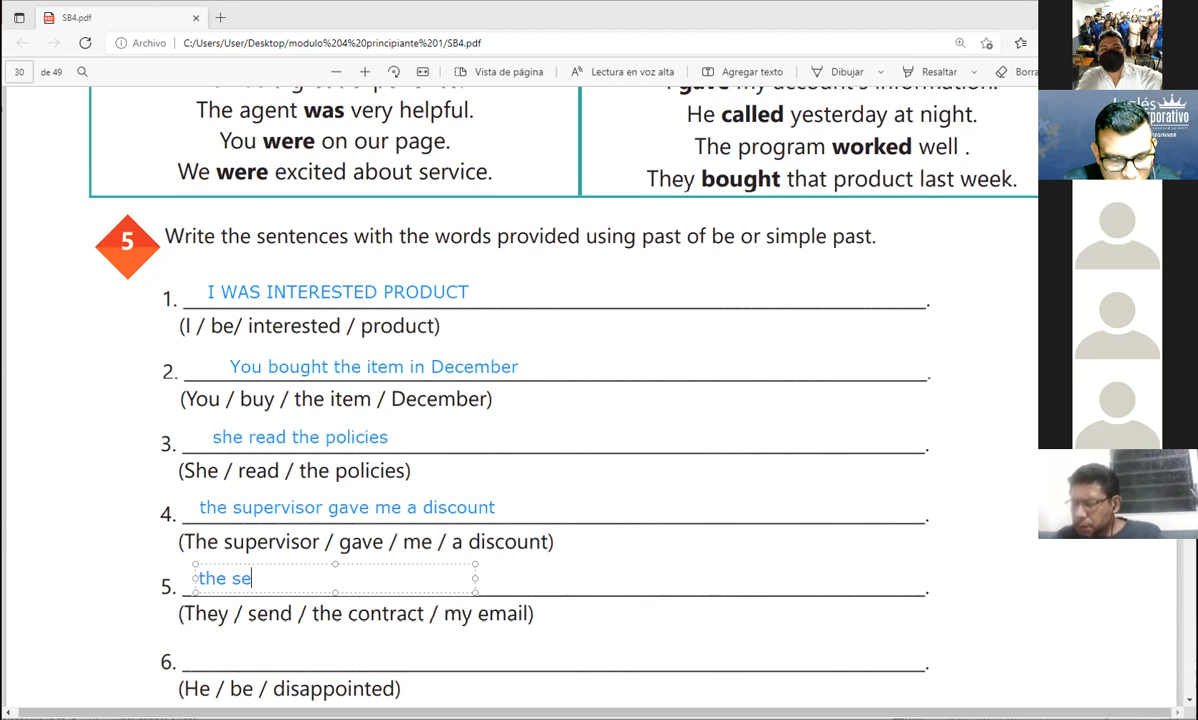 SB4.pdf
Archivo
C:/Users/User/Desktop/modulo%204%20principiante%201/SB4.pdf
30
de 49
Vista de página
Lectura en voz alta
Agregar texto
Dibujar
Resaltar
Borra
The agent was very helpful.
You were on our page.
We were excited about service.
I gave my account's information.
He called yesterday at night.
The program worked well .
They bought that product last week.
5
Write the sentences with the words provided using past of be or simple past.
1. I WAS INTERESTED PRODUCT.
(I / be/ interested / product)
2. You bought the item in December.
(You / buy / the item / December)
3. she read the policies.
(She / read / the policies)
4. the supervisor gave me a discount.
(The supervisor / gave / me / a discount)
5. the se.
(They / send / the contract / my email)
6. .
(He / be / disappointed)